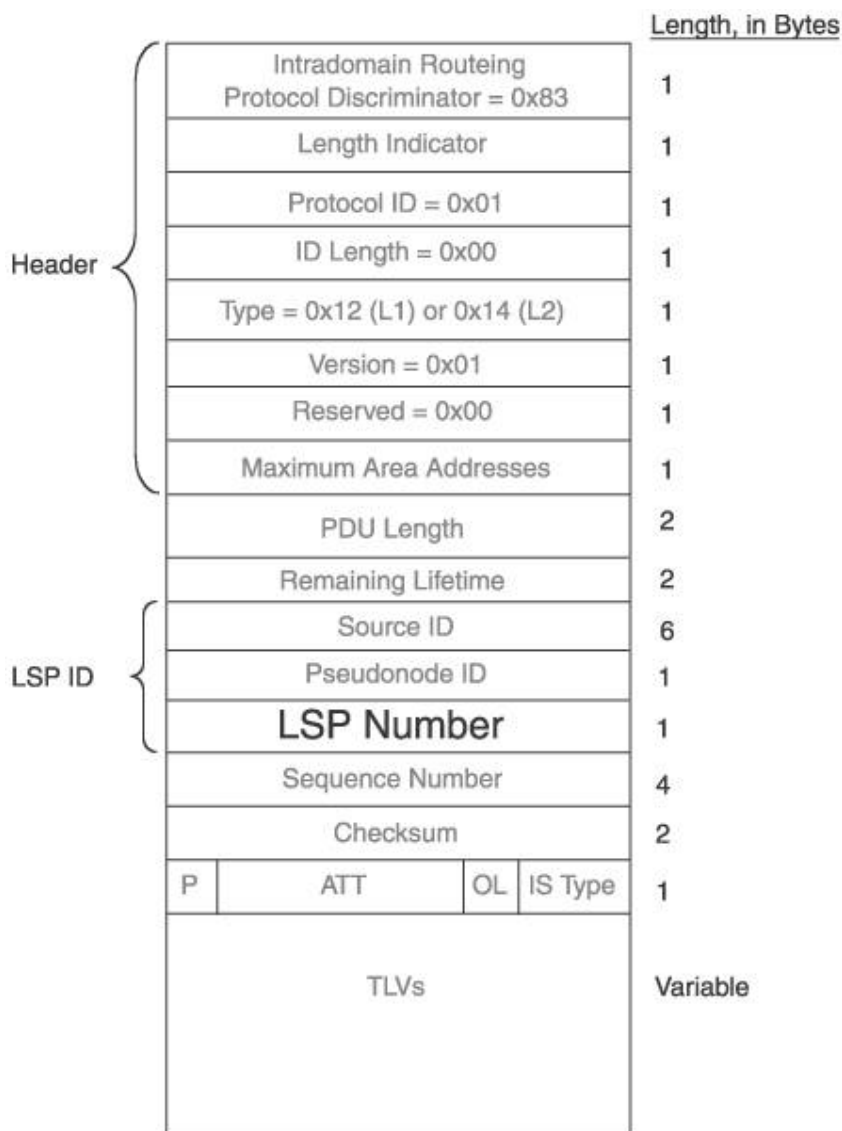 Length, in Bytes
Intradomain Routeing
Protocol Discriminator = 0x83
1
Length Indicator
1
Protocol ID = 0x01
1
Header
ID Length = 0x00
1
Type = 0x12 (L1) or 0x14 (L2)
1
Version = 0x01
1
Reserved = 0x00
1
Maximum Area Addresses
1
PDU Length
2
Remaining Lifetime
2
LSP ID
Source ID
6
Pseudonode ID
1
LSP Number
1
Sequence Number
4
Checksum
2
P ATT OL IS Type
1
TLVs
Variable